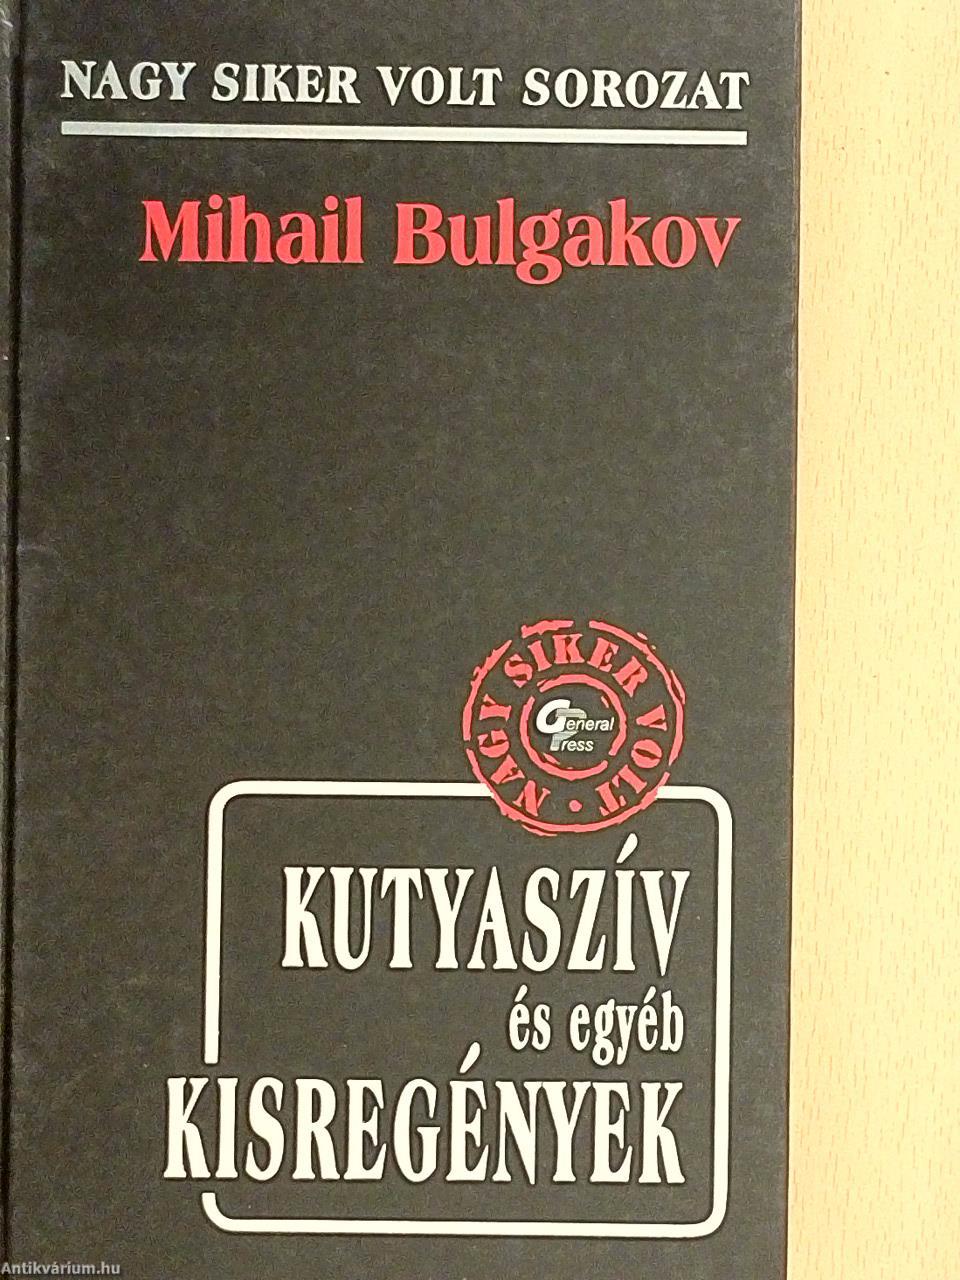 NAGY SIKER VOLT SOROZAT
Mihail Bulgakov
NAGY SIKER VOLT •
General
Press
KUTYASZÍV
és egyéb
KISREGÉNYEK
Antikvárium.hu